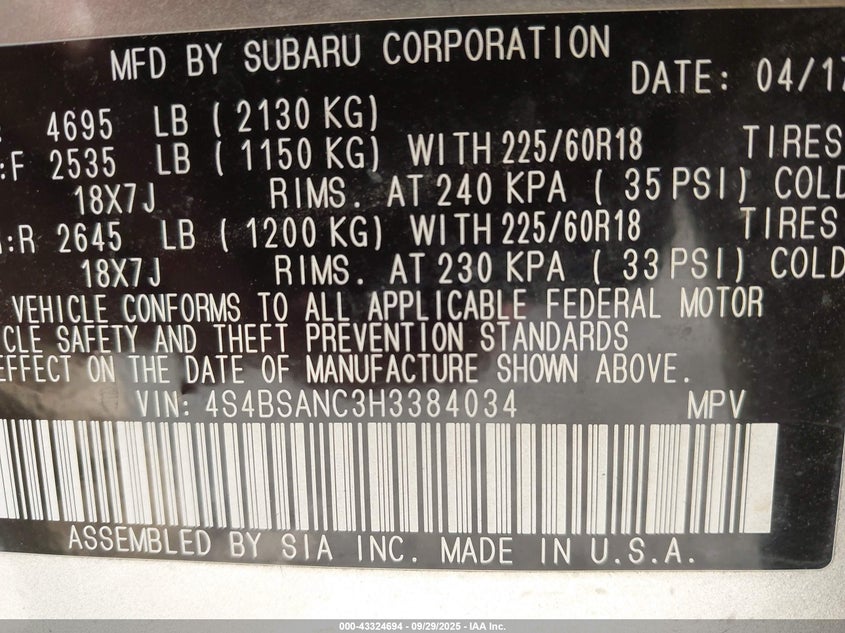 MFD BY SUBARU CORPORATION
DATE: 04/17
4695 LB ( 2130 KG)
:F 2535 LB ( 1150 KG) WITH 225/60R18 TIRES
18X7J RIMS. AT 240 KPA ( 35 PSI) COLD
:R 2645 LB ( 1200 KG) WITH 225/60R18 TIRES
18X7J RIMS. AT 230 KPA ( 33 PSI) COLD
VEHICLE CONFORMS TO ALL APPLICABLE FEDERAL MOTOR
CLE SAFETY AND THEFT PREVENTION STANDARDS
EFFECT ON THE DATE OF MANUFACTURE SHOWN ABOVE.
VIN: 4S4BSANC3H3384034 MPV
ASSEMBLED BY SIA INC. MADE IN U.S.A.
000-43324694 - 09/29/2025 - IAA Inc.